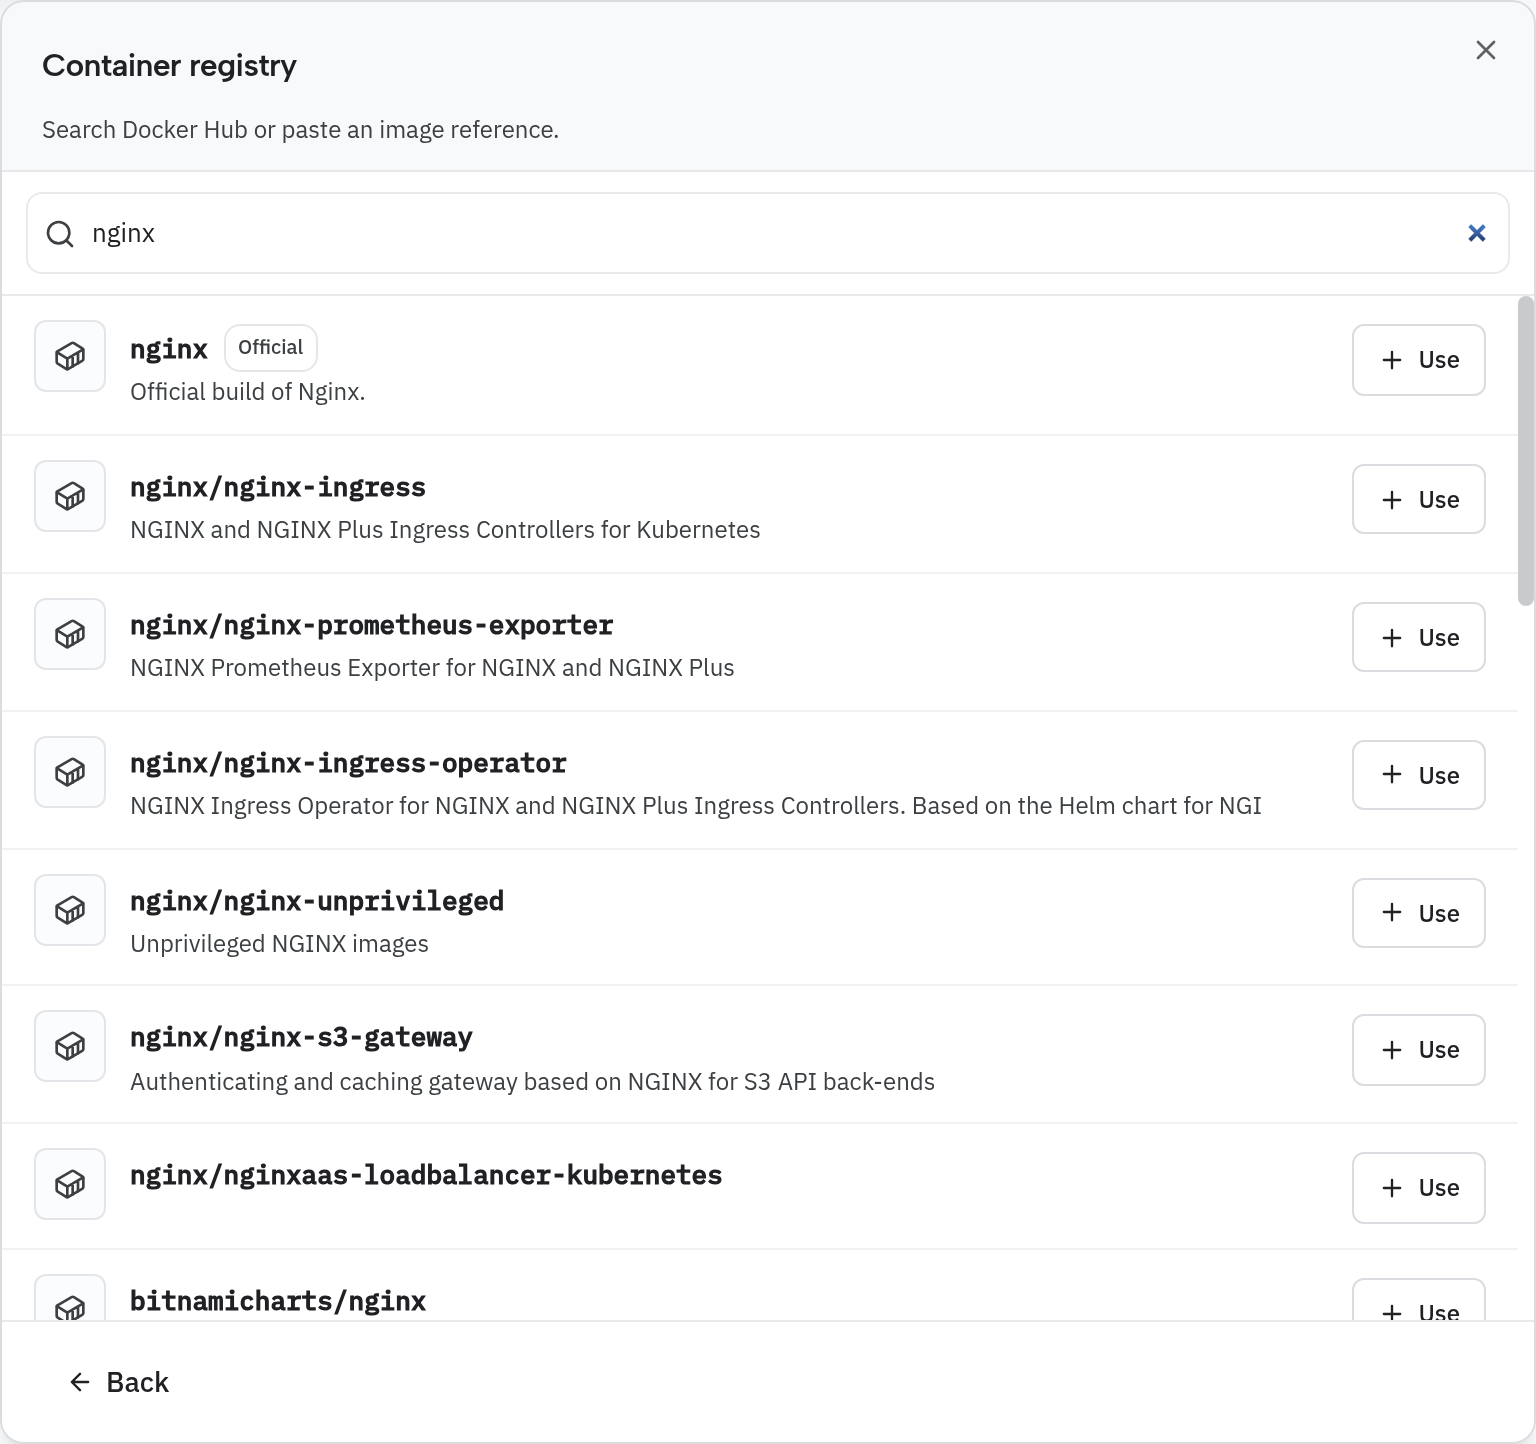 Container registry
Search Docker Hub or paste an image reference.
nginx
nginx Official
Official build of Nginx.
Use
nginx/nginx-ingress
NGINX and NGINX Plus Ingress Controllers for Kubernetes
Use
nginx/nginx-prometheus-exporter
NGINX Prometheus Exporter for NGINX and NGINX Plus
Use
nginx/nginx-ingress-operator
NGINX Ingress Operator for NGINX and NGINX Plus Ingress Controllers. Based on the Helm chart for NGI
Use
nginx/nginx-unprivileged
Unprivileged NGINX images
Use
nginx/nginx-s3-gateway
Authenticating and caching gateway based on NGINX for S3 API back-ends
Use
nginx/nginxaas-loadbalancer-kubernetes
Use
bitnamicharts/nginx
Use
Back